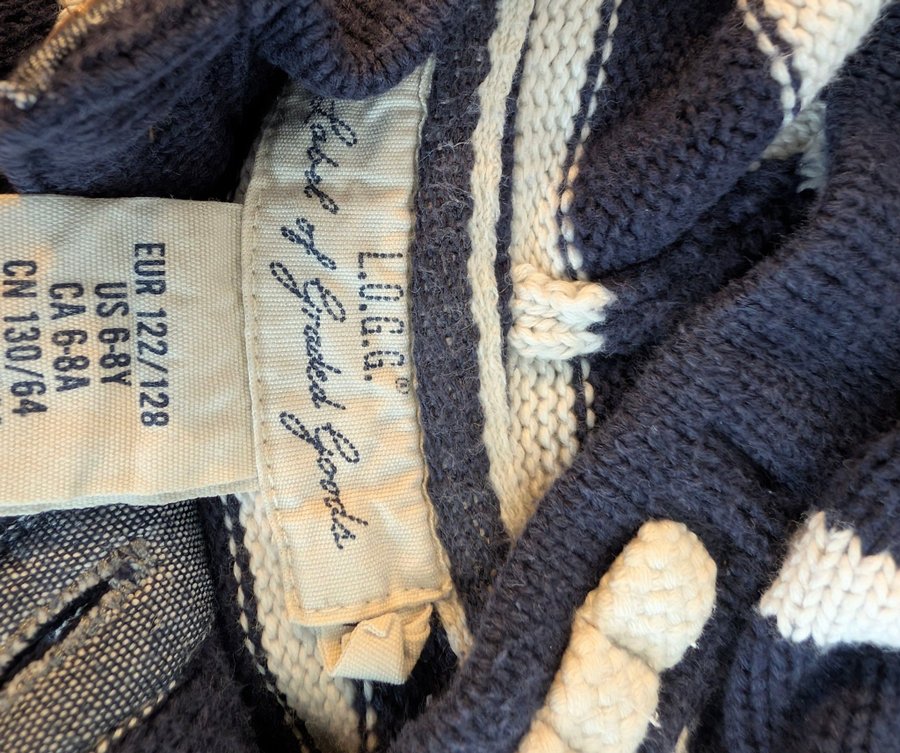 L.O.G.G.®
Label of Graded Goods
EUR 122/128
US 6-8Y
CA 6-8A
CN 130/64